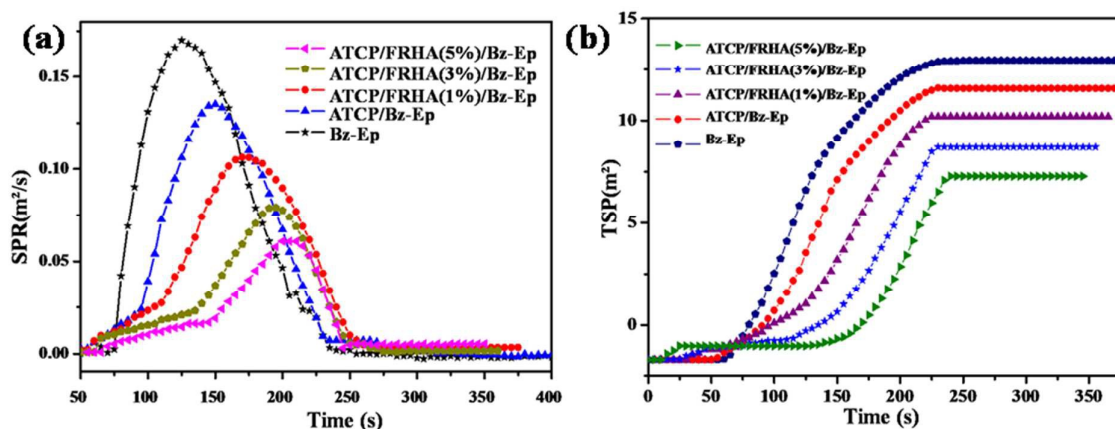 (a)
ATCP/FRHA(5%)/Bz-Ep
ATCP/FRHA(3%)/Bz-Ep
ATCP/FRHA(1%)/Bz-Ep
ATCP/Bz-Ep
Bz-Ep
SPR(m²/s)
0.15
0.10
0.05
0.00
50 100 150 200 250 300 350 400
Time (s)
(b)
ATCP/FRHA(5%)/Bz-Ep
ATCP/FRHA(3%)/Bz-Ep
ATCP/FRHA(1%)/Bz-Ep
ATCP/Bz-Ep
Bz-Ep
TSP(m²)
15
10
5
0
0 50 100 150 200 250 300 350
Time (s)